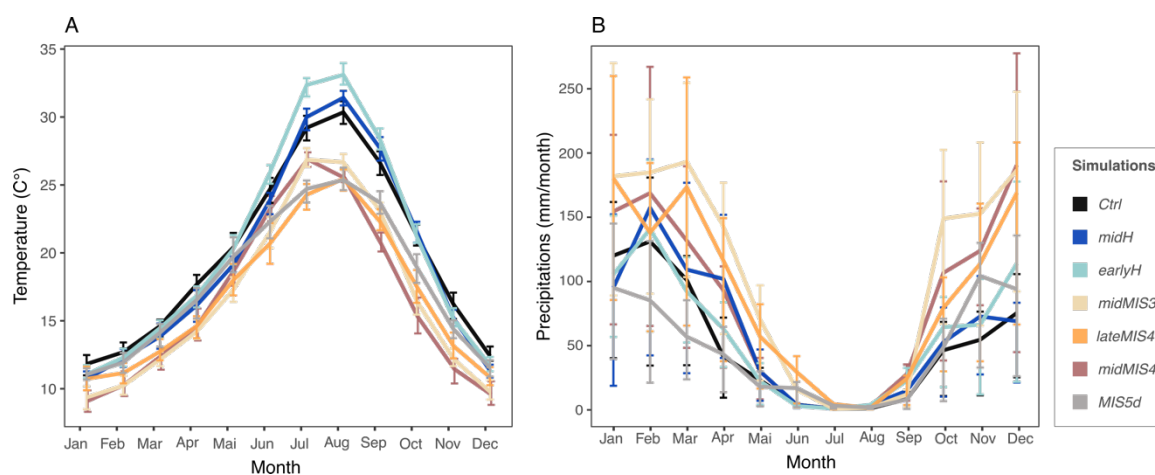 A
Temperature (C°)
35
30
25
20
15
10
Jan Feb Mar Apr Mai Jun Jul Aug Sep Oct Nov Dec
Month
B
Precipitations (mm/month)
250
200
150
100
50
0
Jan Feb Mar Apr Mai Jun Jul Aug Sep Oct Nov Dec
Month
Simulations
Ctrl
midH
earlyH
midMIS3
lateMIS4
midMIS4
MIS5d